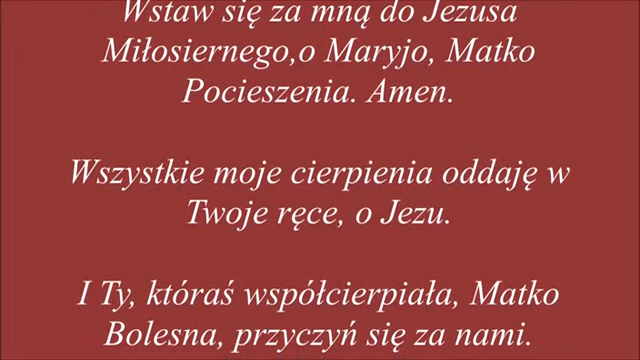 Wstaw się za mną do Jezusa
Miłosiernego,o Maryjo, Matko
Pocieszenia. Amen.
Wszystkie moje cierpienia oddaję w
Twoje ręce, o Jezu.
I Ty, któraś współcierpiała, Matko
Bolesna, przyczyń się za nami.